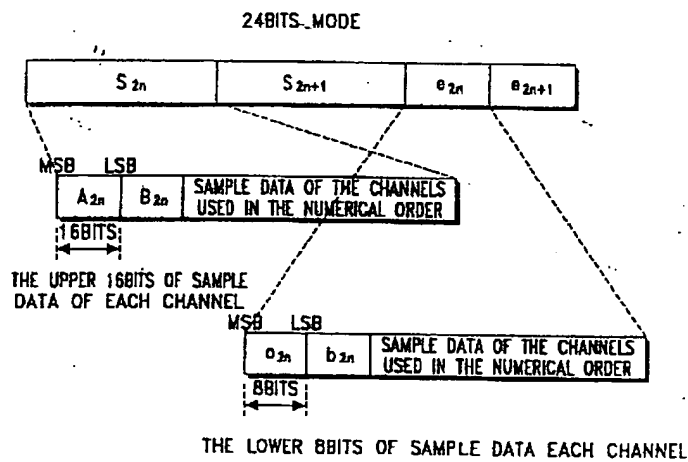 24BITS_MODE
S2n S2n+1 e2n e2n+1
MSB LSB
A2n B2n SAMPLE DATA OF THE CHANNELS
USED IN THE NUMERICAL ORDER
16BITS
THE UPPER 16BITS OF SAMPLE
DATA OF EACH CHANNEL
MSB LSB
a2n b2n SAMPLE DATA OF THE CHANNELS
USED IN THE NUMERICAL ORDER
8BITS
THE LOWER 8BITS OF SAMPLE DATA EACH CHANNEL